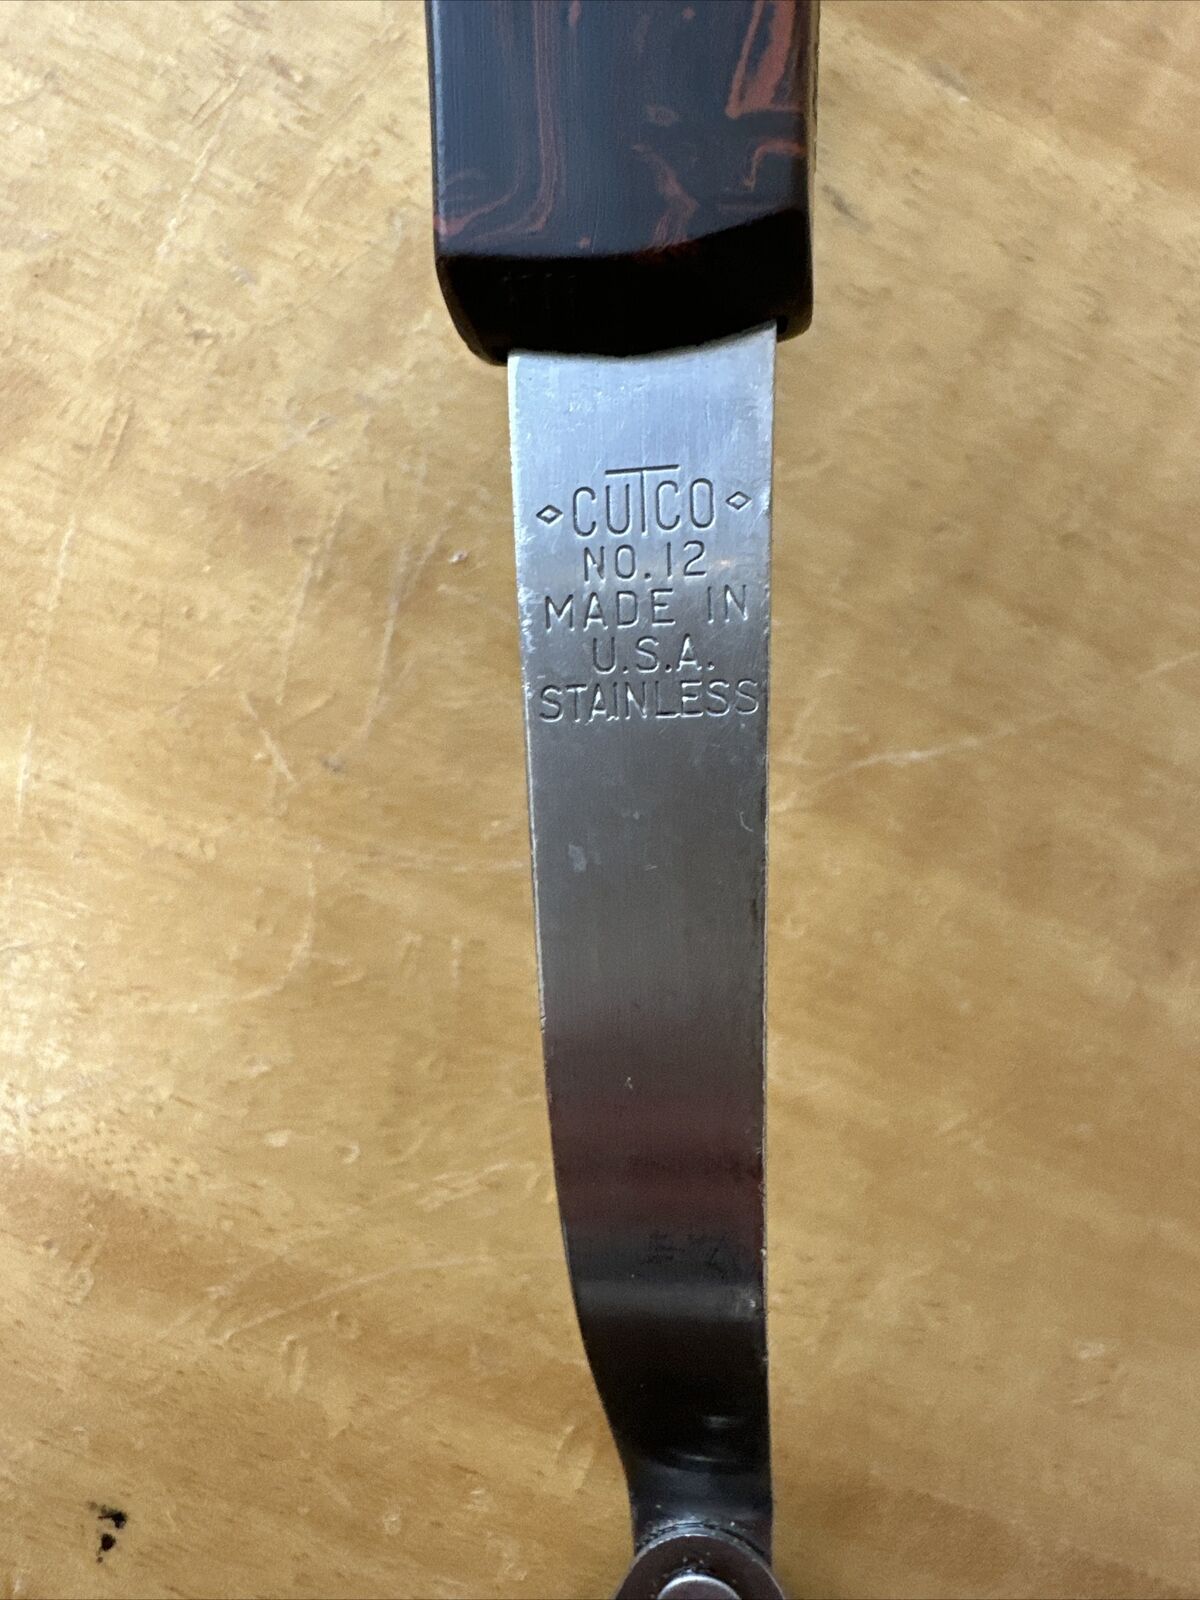 CUTCO
NO. 12
MADE IN
U.S.A.
STAINLESS